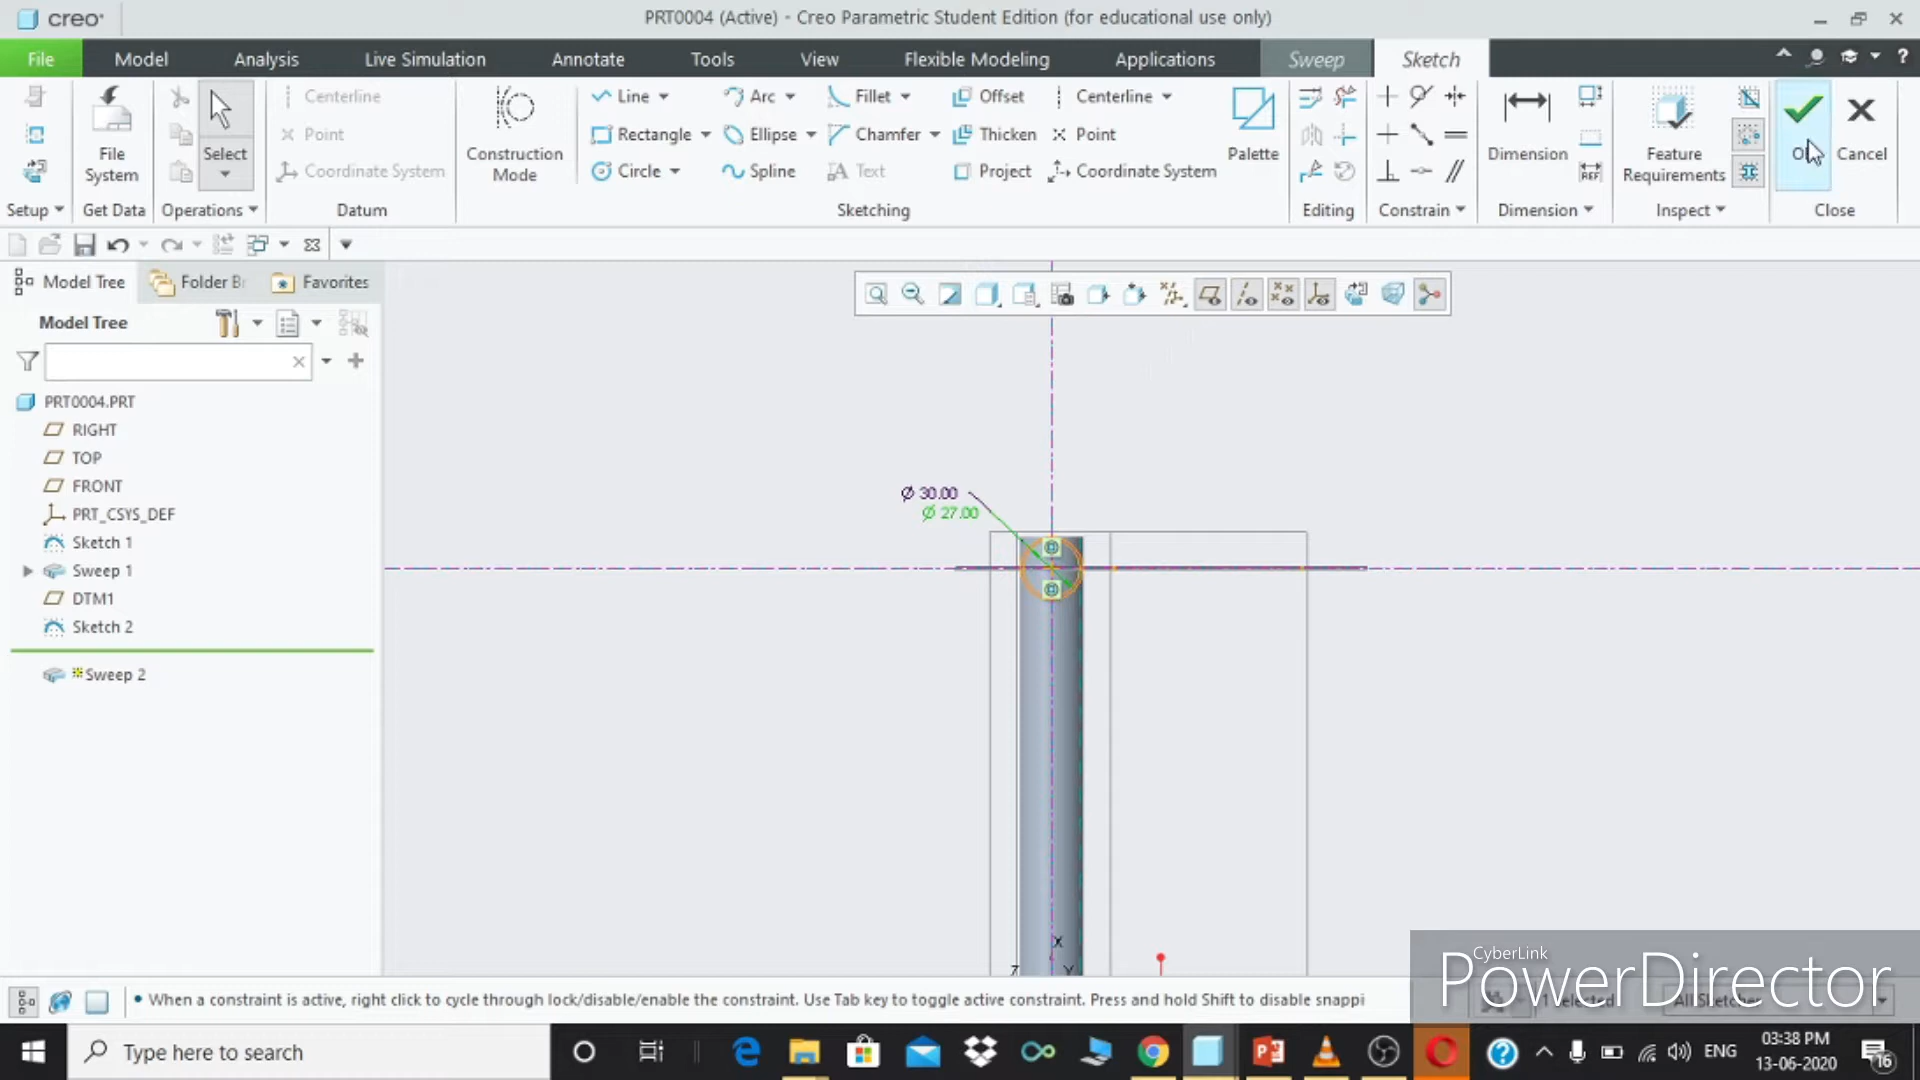 creo
PRT0004 (Active) - Creo Parametric Student Edition (for educational use only)
File
Model
Analysis
Live Simulation
Annotate
Tools
View
Flexible Modeling
Applications
Sweep
Sketch
File System
Select
Centerline
Point
Coordinate System
Construction Mode
Line
Arc
Fillet
Offset
Centerline
Rectangle
Ellipse
Chamfer
Thicken
Point
Circle
Spline
Text
Project
Coordinate System
Palette
Dimension
REF
Feature Requirements
Cancel
Setup
Get Data
Operations
Datum
Sketching
Editing
Constrain
Dimension
Inspect
Close
Model Tree
Folder Br
Favorites
Model Tree
PRT0004.PRT
RIGHT
TOP
FRONT
PRT_CSYS_DEF
Sketch 1
Sweep 1
DTM1
Sketch 2
Sweep 2
Ø 30.00
Ø 27.00
X
Y
Z
CyberLink
PowerDirector
• When a constraint is active, right click to cycle through lock/disable/enable the constraint. Use Tab key to toggle active constraint. Press and hold Shift to disable snappi
1 selected
Type here to search
ENG
03:38 PM
13-06-2020
16